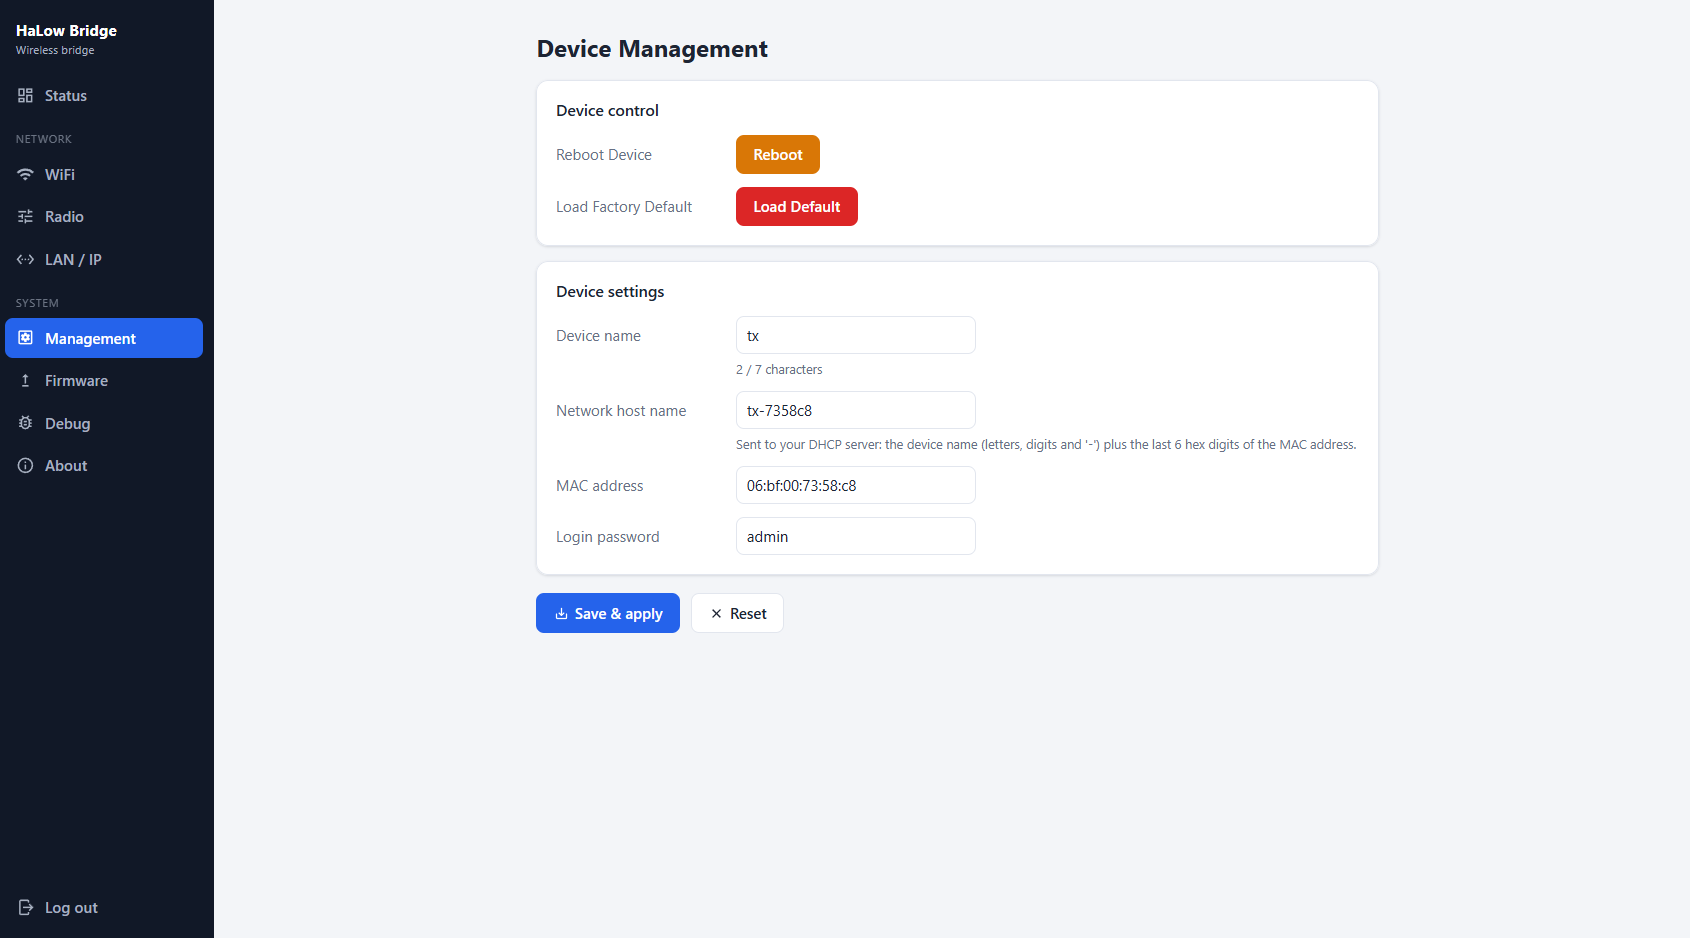 HaLow Bridge
Wireless bridge
Status
NETWORK
WiFi
Radio
LAN / IP
SYSTEM
Management
Firmware
Debug
About
Log out
Device Management
Device control
Reboot Device
Reboot
Load Factory Default
Load Default
Device settings
Device name
tx
2 / 7 characters
Network host name
tx-7358c8
Sent to your DHCP server: the device name (letters, digits and '-') plus the last 6 hex digits of the MAC address.
MAC address
06:bf:00:73:58:c8
Login password
admin
Save & apply
Reset